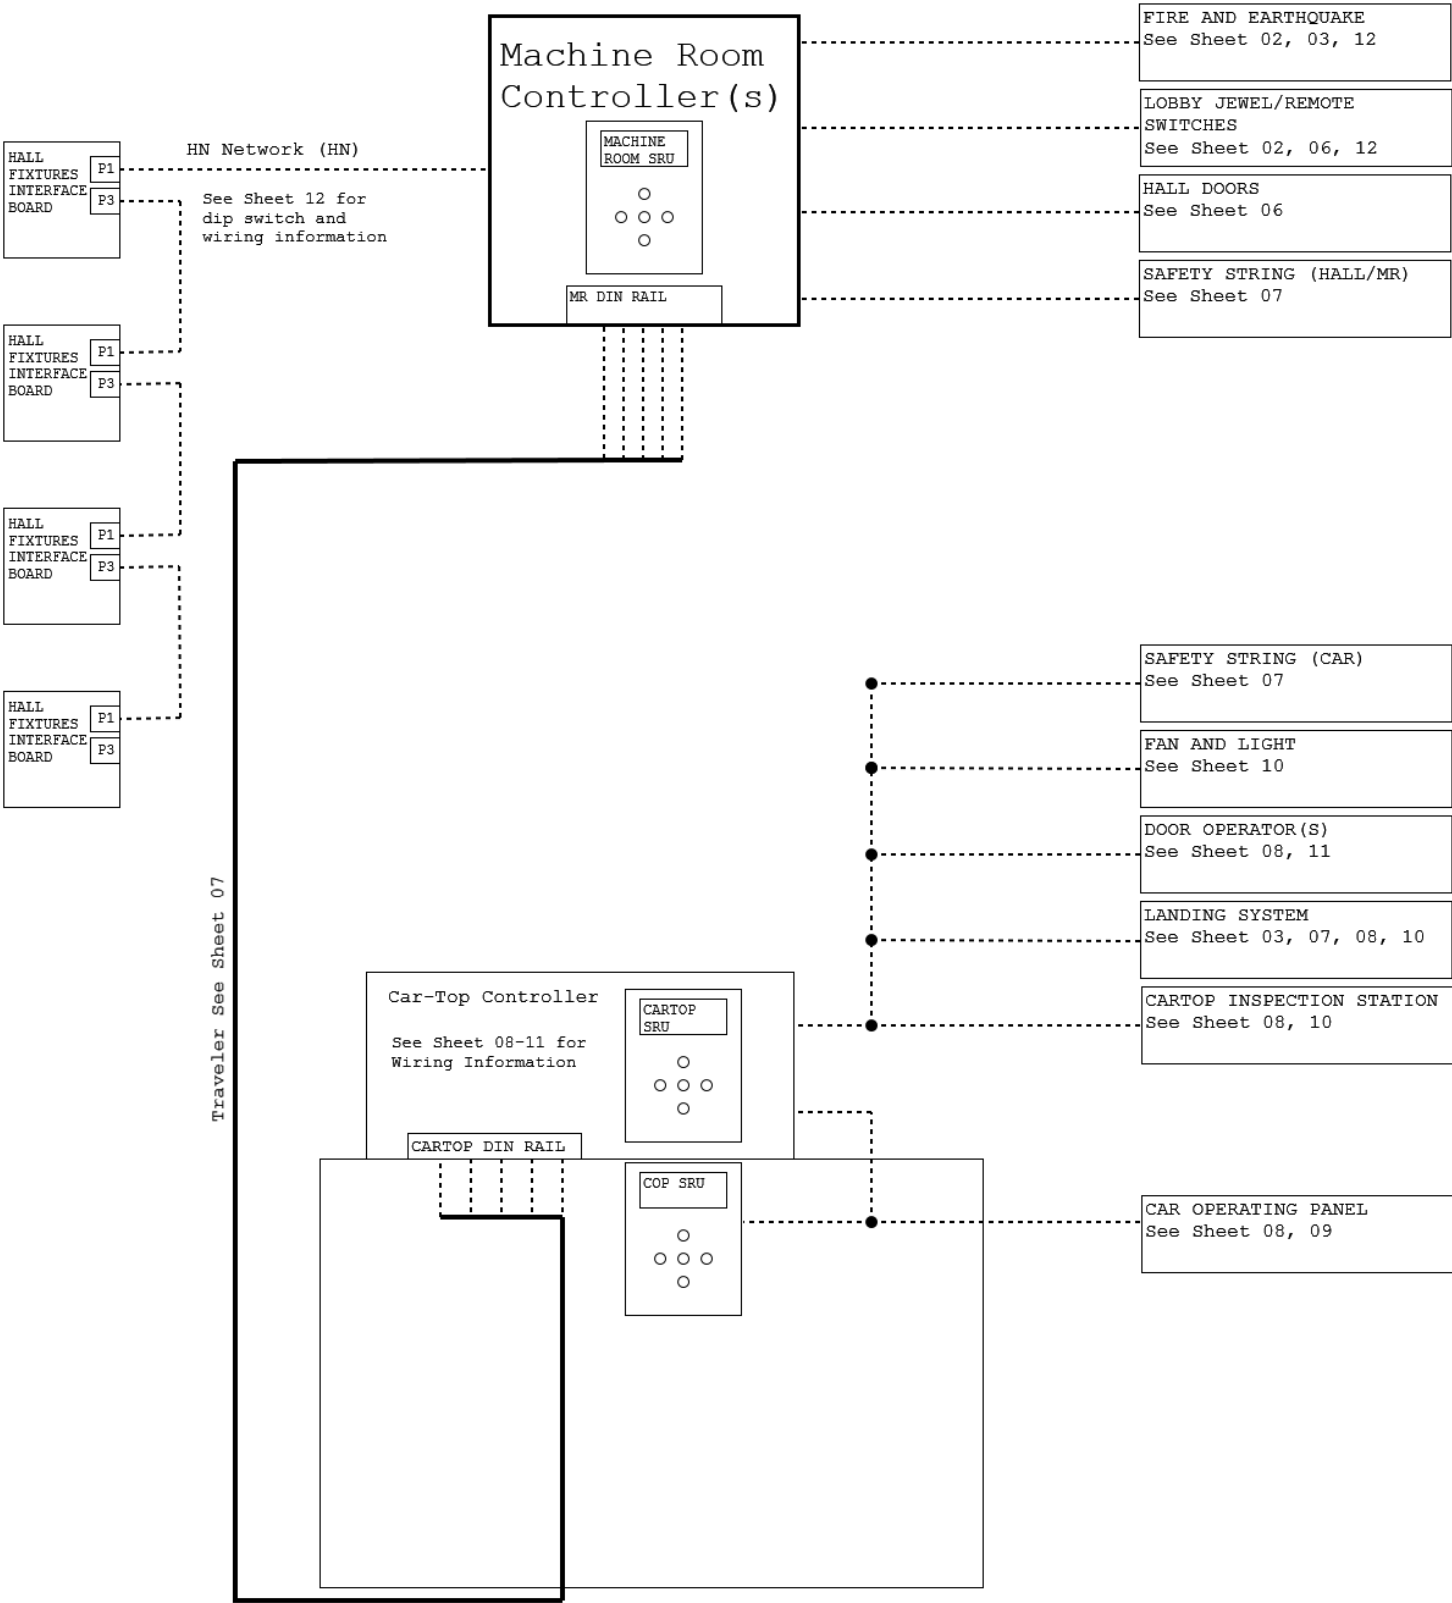 Machine Room
Controller(s)
MACHINE
ROOM SRU
MR DIN RAIL
FIRE AND EARTHQUAKE
See Sheet 02, 03, 12
LOBBY JEWEL/REMOTE
SWITCHES
See Sheet 02, 06, 12
HALL DOORS
See Sheet 06
SAFETY STRING (HALL/MR)
See Sheet 07
HN Network (HN)
See Sheet 12 for
dip switch and
wiring information
HALL
FIXTURES
INTERFACE
BOARD
P1
P3
HALL
FIXTURES
INTERFACE
BOARD
P1
P3
HALL
FIXTURES
INTERFACE
BOARD
P1
P3
HALL
FIXTURES
INTERFACE
BOARD
P1
P3
SAFETY STRING (CAR)
See Sheet 07
FAN AND LIGHT
See Sheet 10
DOOR OPERATOR(S)
See Sheet 08, 11
LANDING SYSTEM
See Sheet 03, 07, 08, 10
CARTOP INSPECTION STATION
See Sheet 08, 10
Traveler See Sheet 07
Car-Top Controller
See Sheet 08-11 for
Wiring Information
CARTOP
SRU
CARTOP DIN RAIL
COP SRU
CAR OPERATING PANEL
See Sheet 08, 09